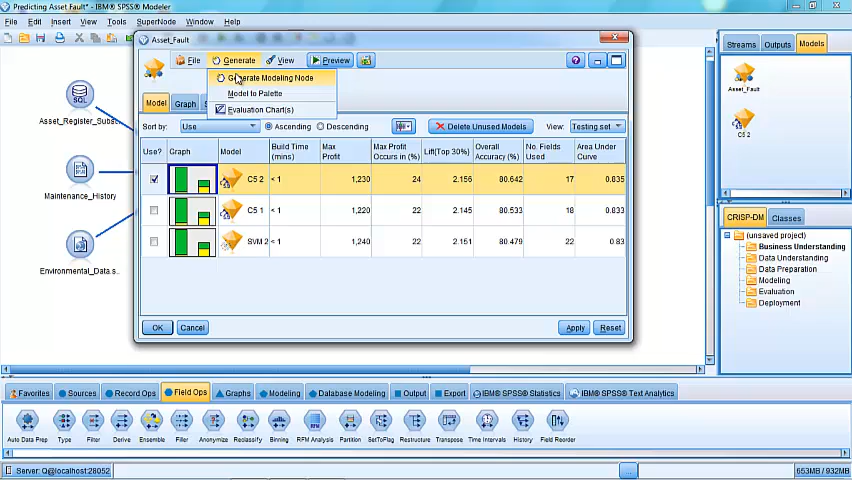 Predicting Asset Fault* - IBM® SPSS® Modeler
File Edit Insert View Tools SuperNode Window Help
Asset_Fault
File Generate View Preview
Generate Modeling Node
Model to Palette
Evaluation Chart(s)
Model Graph
Sort by: Use Ascending Descending Delete Unused Models View: Testing set
Use? Graph Model Build Time (mins) Max Profit Max Profit Occurs in (%) Lift(Top 30%) Overall Accuracy (%) No. Fields Used Area Under Curve
C5 2 < 1 1,230 24 2.156 80.642 17 0.835
C5 1 < 1 1,220 22 2.145 80.533 18 0.833
SVM 2 < 1 1,240 22 2.151 80.479 22 0.83
OK Cancel Apply Reset
SQL
Asset_Register_Subs
Maintenance_History
Environmental_Data.s..
Streams Outputs Models
Asset_Fault
C5 2
CRISP-DM Classes
(unsaved project)
Business Understanding
Data Understanding
Data Preparation
Modeling
Evaluation
Deployment
Favorites Sources Record Ops Field Ops Graphs Modeling Database Modeling Output Export IBM® SPSS® Statistics IBM® SPSS® Text Analytics
Auto Data Prep Type Filter Derive Ensemble Filler Anonymize Reclassify Binning RFM Analysis Partition SetToFlag Restructure Transpose Time Intervals History Field Reorder
Server: Q@localhost:28052 ... 653MB / 932MB